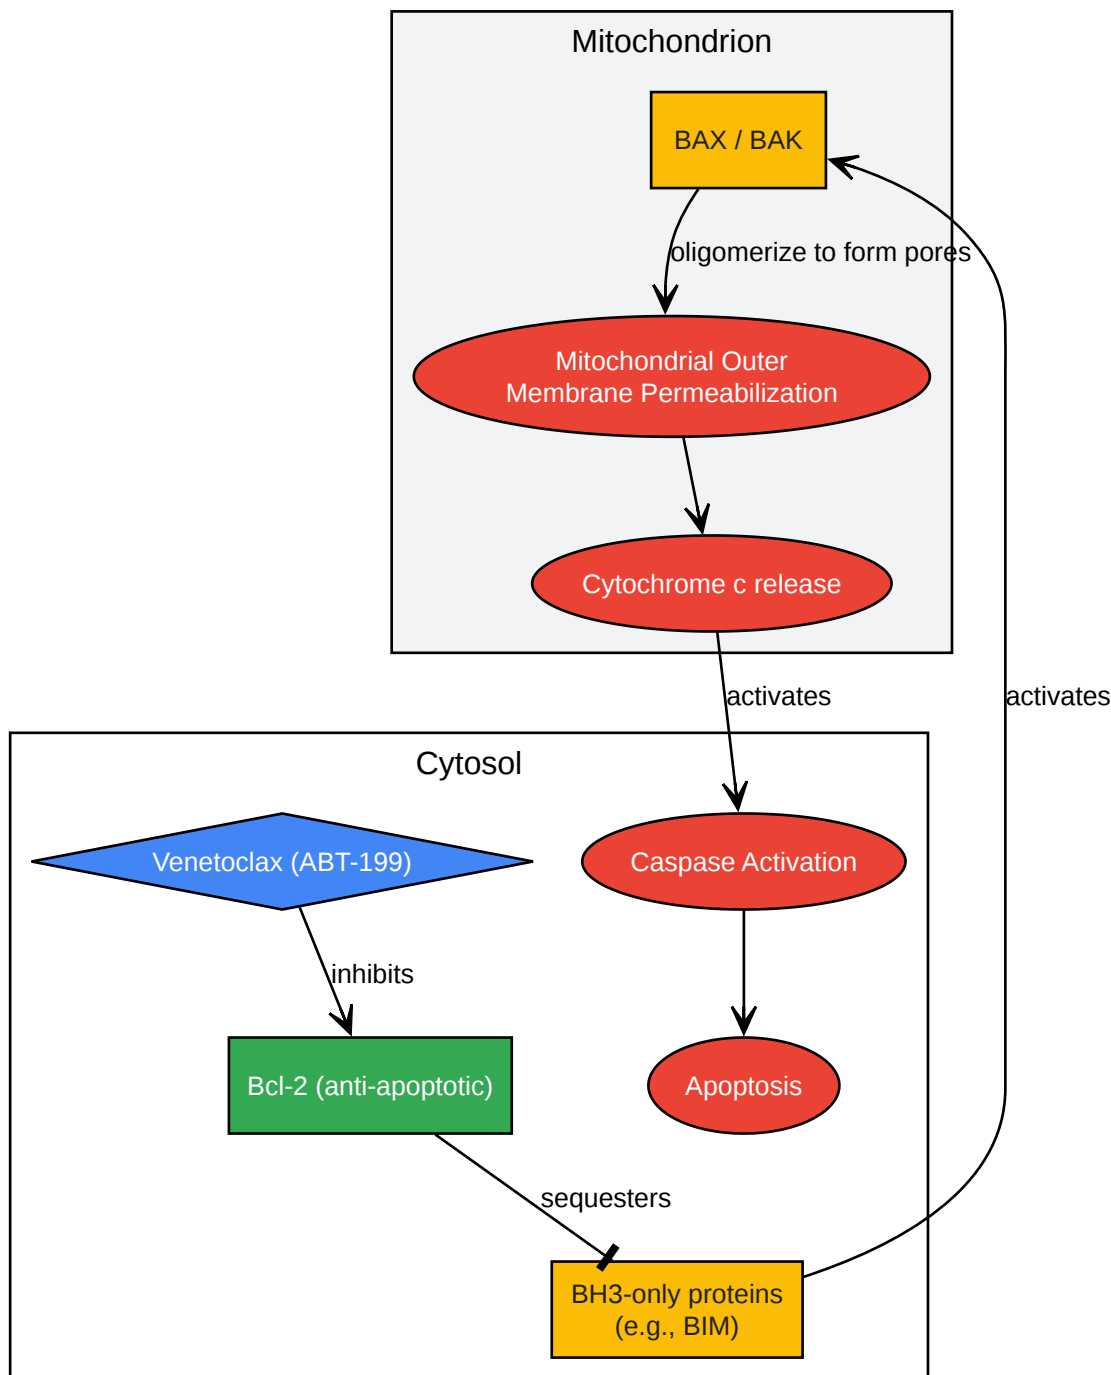 Mitochondrion
BAX / BAK
oligomerize to form pores
Mitochondrial Outer
Membrane Permeabilization
Cytochrome c release
activates
activates
Cytosol
Venetoclax (ABT-199)
Caspase Activation
inhibits
Bcl-2 (anti-apoptotic)
Apoptosis
sequesters
BH3-only proteins
(e.g., BIM)